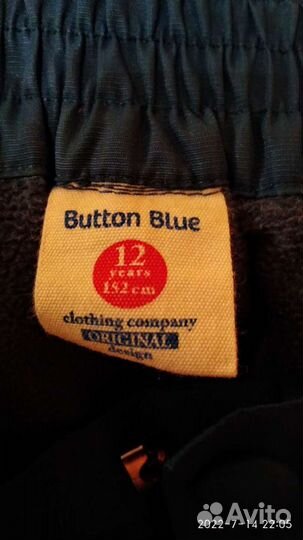 Button Blue
12
years
152 cm
clothing company
ORIGINAL
design
Avito
2022-7-14 22:05